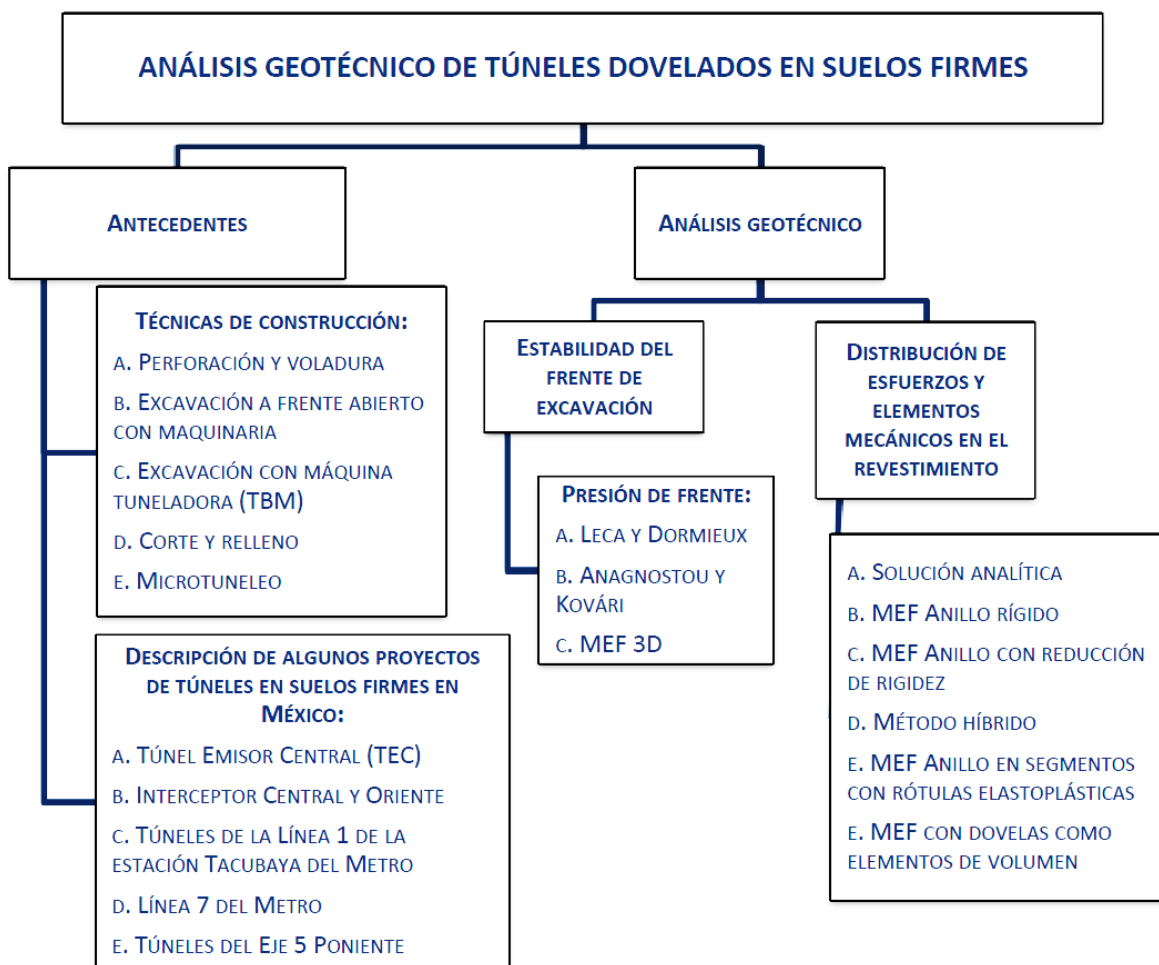 ANÁLISIS GEOTÉCNICO DE TÚNELES DOVELADOS EN SUELOS FIRMES
ANTECEDENTES
TÉCNICAS DE CONSTRUCCIÓN:
A. PERFORACIÓN Y VOLADURA
B. EXCAVACIÓN A FRENTE ABIERTO
CON MAQUINARIA
C. EXCAVACIÓN CON MÁQUINA
TUNELADORA (TBM)
D. CORTE Y RELLENO
E. MICROTUNELEO
DESCRIPCIÓN DE ALGUNOS PROYECTOS
DE TÚNELES EN SUELOS FIRMES EN
MÉXICO:
A. TÚNEL EMISOR CENTRAL (TEC)
B. INTERCEPTOR CENTRAL Y ORIENTE
C. TÚNELES DE LA LÍNEA 1 DE LA
ESTACIÓN TACUBAYA DEL METRO
D. LÍNEA 7 DEL METRO
E. TÚNELES DEL EJE 5 PONIENTE
ANÁLISIS GEOTÉCNICO
ESTABILIDAD DEL
FRENTE DE
EXCAVACIÓN
PRESIÓN DE FRENTE:
A. LECA Y DORMIEUX
B. ANAGNOSTOU Y
KOVÁRI
C. MEF 3D
DISTRIBUCIÓN DE
ESFUERZOS Y
ELEMENTOS
MECÁNICOS EN EL
REVESTIMIENTO
A. SOLUCIÓN ANALÍTICA
B. MEF ANILLO RÍGIDO
C. MEF ANILLO CON REDUCCIÓN
DE RIGIDEZ
D. MÉTODO HÍBRIDO
E. MEF ANILLO EN SEGMENTOS
CON RÓTULAS ELASTOPLÁSTICAS
E. MEF CON DOVELAS COMO
ELEMENTOS DE VOLUMEN